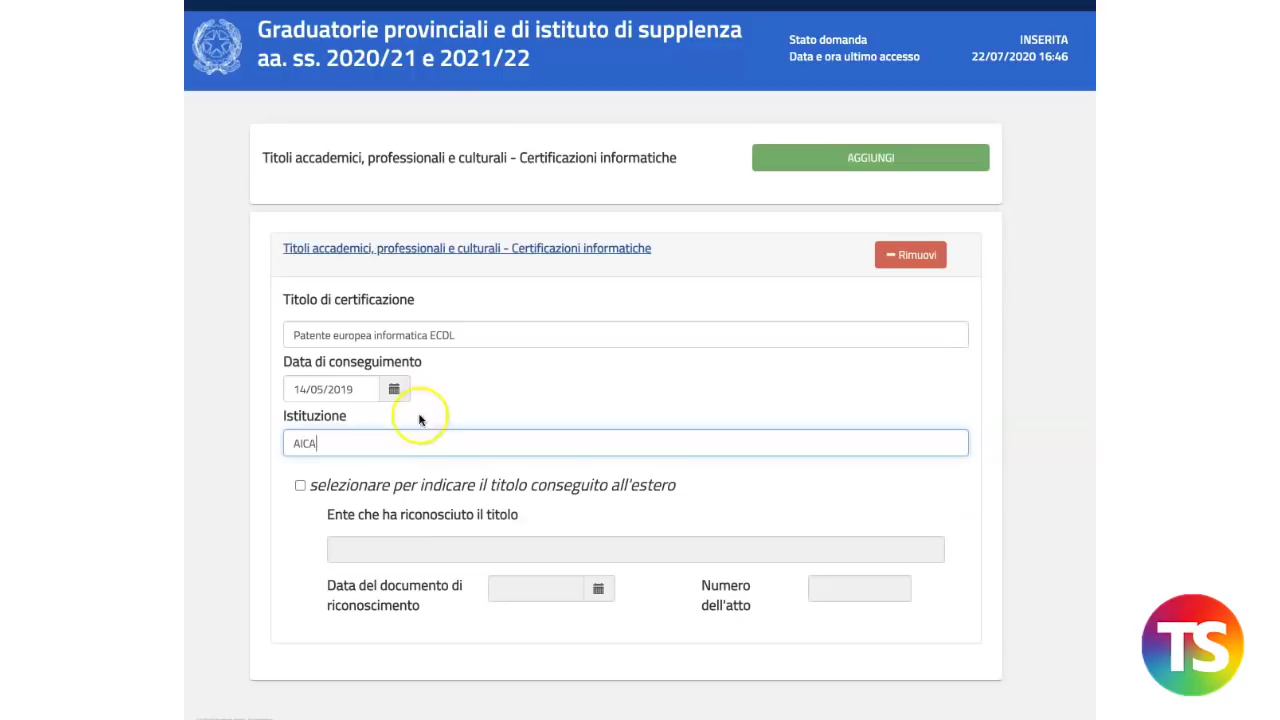 Graduatorie provinciali e di istituto di supplenza
aa. ss. 2020/21 e 2021/22
Stato domanda INSERITA
Data e ora ultimo accesso 22/07/2020 16:46
Titoli accademici, professionali e culturali - Certificazioni informatiche
AGGIUNGI
Titoli accademici, professionali e culturali - Certificazioni informatiche
Rimuovi
Titolo di certificazione
Patente europea informatica ECDL
Data di conseguimento
14/05/2019
Istituzione
AICA
selezionare per indicare il titolo conseguito all'estero
Ente che ha riconosciuto il titolo
Data del documento di
riconoscimento
Numero
dell'atto
TS